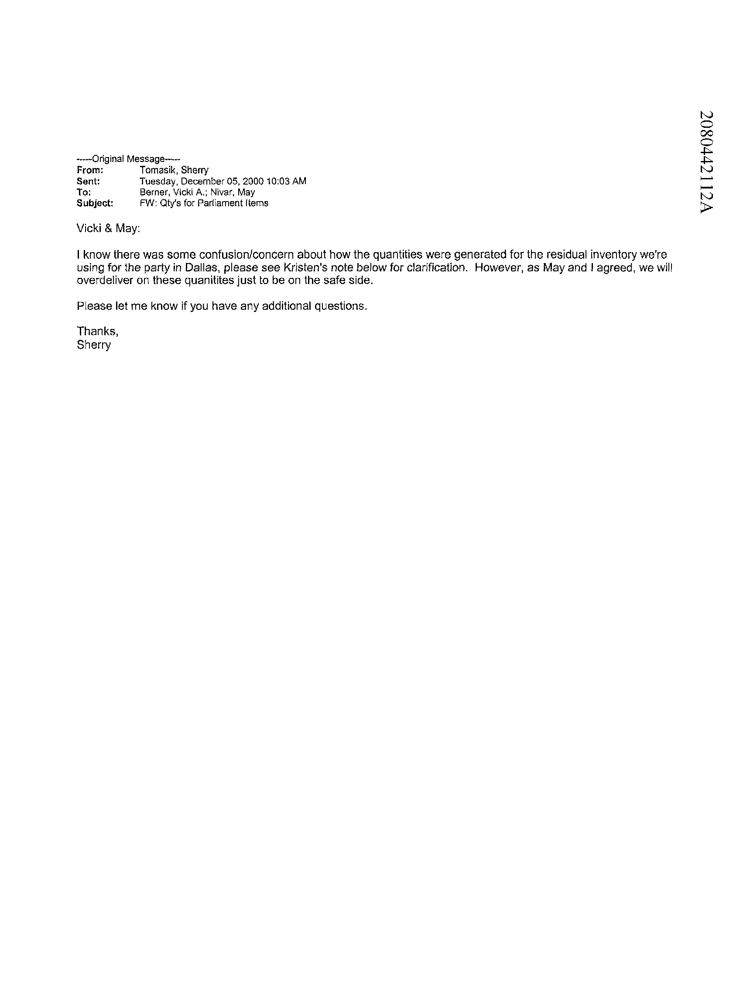 -----Original Message-----
From: Tomasik, Sherry
Sent: Tuesday, December 05, 2000 10:03 AM
To: Berner, Vicki A.; Nivar, May
Subject: FW: Qty's for Parliament Items
Vicki & May:
I know there was some confusion/concern about how the quantities were generated for the residual inventory we're
using for the party in Dallas, please see Kristen's note below for clarification. However, as May and I agreed, we will
overdeliver on these quanitites just to be on the safe side.
Please let me know if you have any additional questions.
Thanks,
Sherry
2080442112A